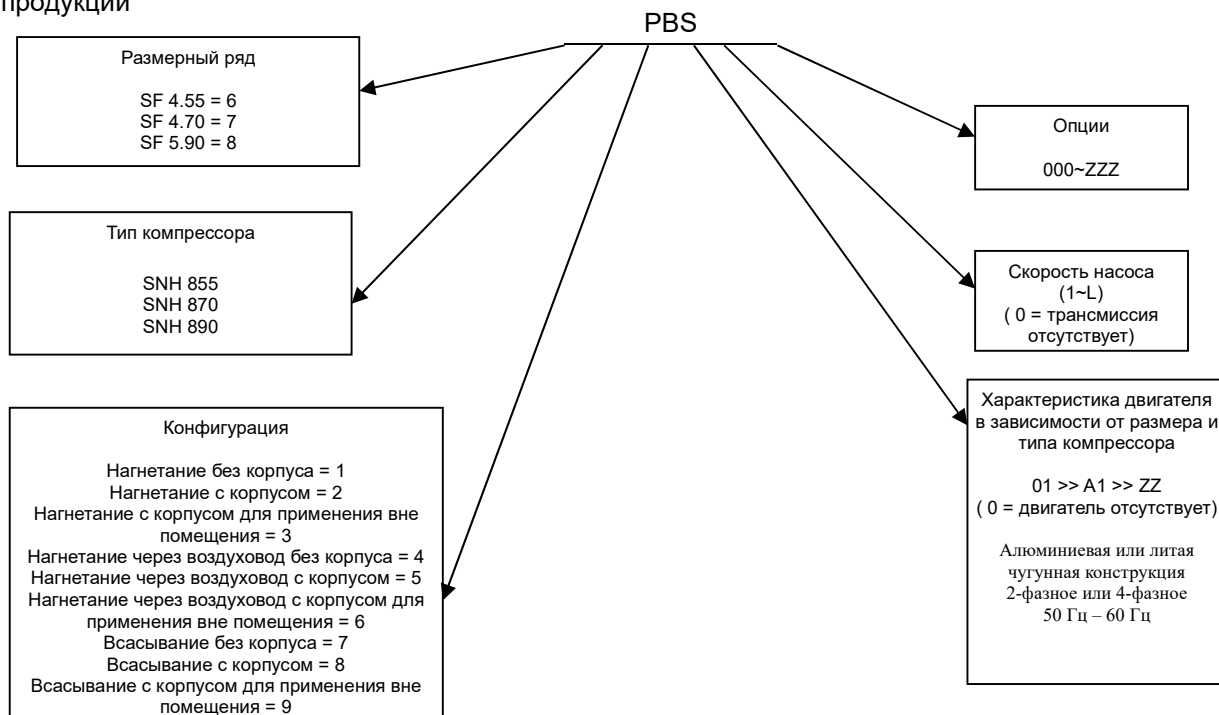 продукции
PBS
Размерный ряд
SF 4.55 = 6
SF 4.70 = 7
SF 5.90 = 8
Тип компрессора
SNH 855
SNH 870
SNH 890
Конфигурация
Нагнетание без корпуса = 1
Нагнетание с корпусом = 2
Нагнетание с корпусом для применения вне
помещения = 3
Нагнетание через воздуховод без корпуса = 4
Нагнетание через воздуховод с корпусом = 5
Нагнетание через воздуховод с корпусом для
применения вне помещения = 6
Всасывание без корпуса = 7
Всасывание с корпусом = 8
Всасывание с корпусом для применения вне
помещения = 9
Опции
000~ZZZ
Скорость насоса
(1~L)
( 0 = трансмиссия
отсутствует)
Характеристика двигателя
в зависимости от размера и
типа компрессора
01 >> A1 >> ZZ
( 0 = двигатель отсутствует)
Алюминиевая или литая
чугунная конструкция
2-фазное или 4-фазное
50 Гц – 60 Гц